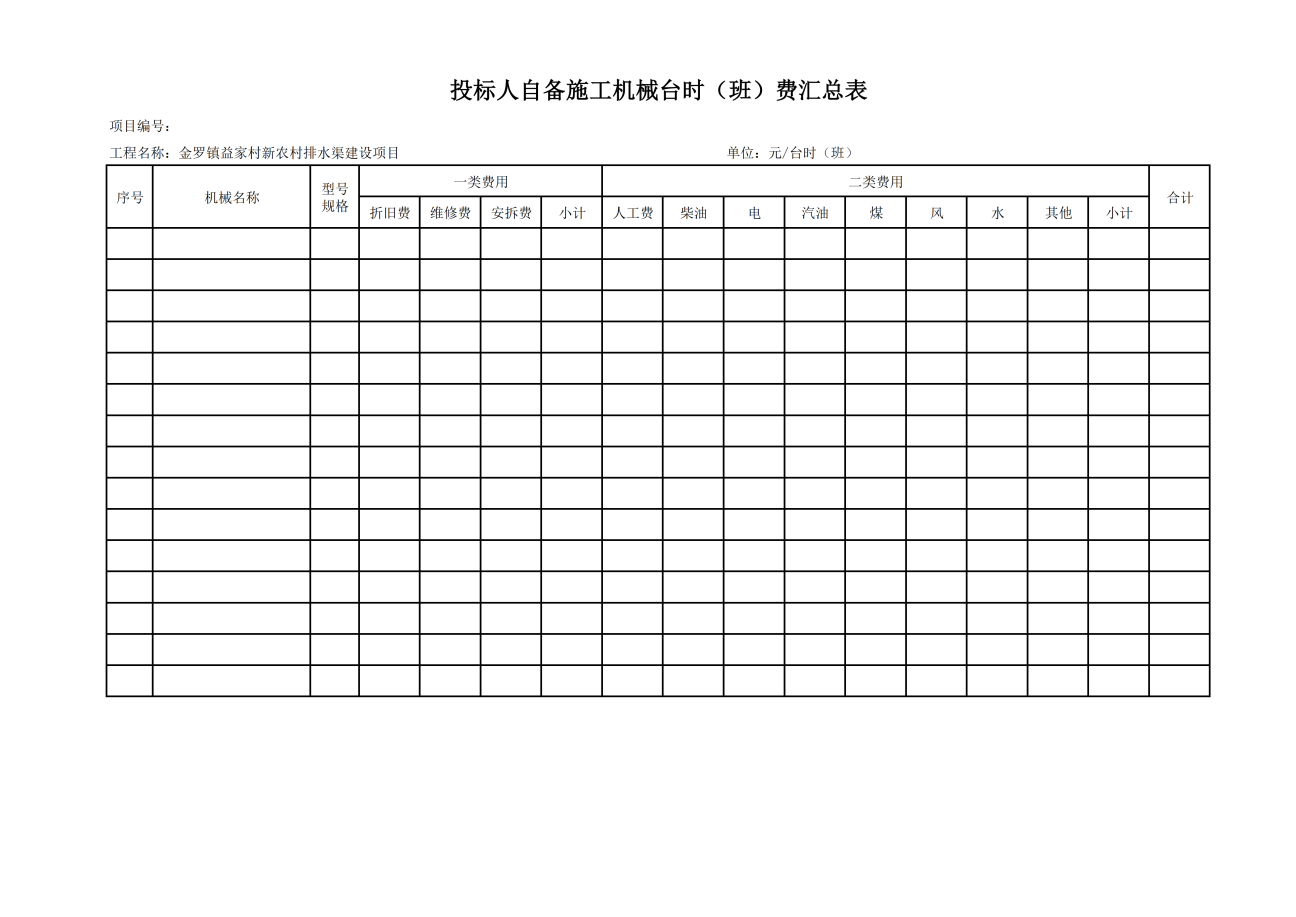 投标人自备施工机械台时（班）费汇总表
项目编号：
工程名称：金罗镇益家村新农村排水渠建设项目 单位：元/台时（班）
序号 机械名称 型号规格 一类费用 二类费用 合计
折旧费 维修费 安拆费 小计 人工费 柴油 电 汽油 煤 风 水 其他 小计